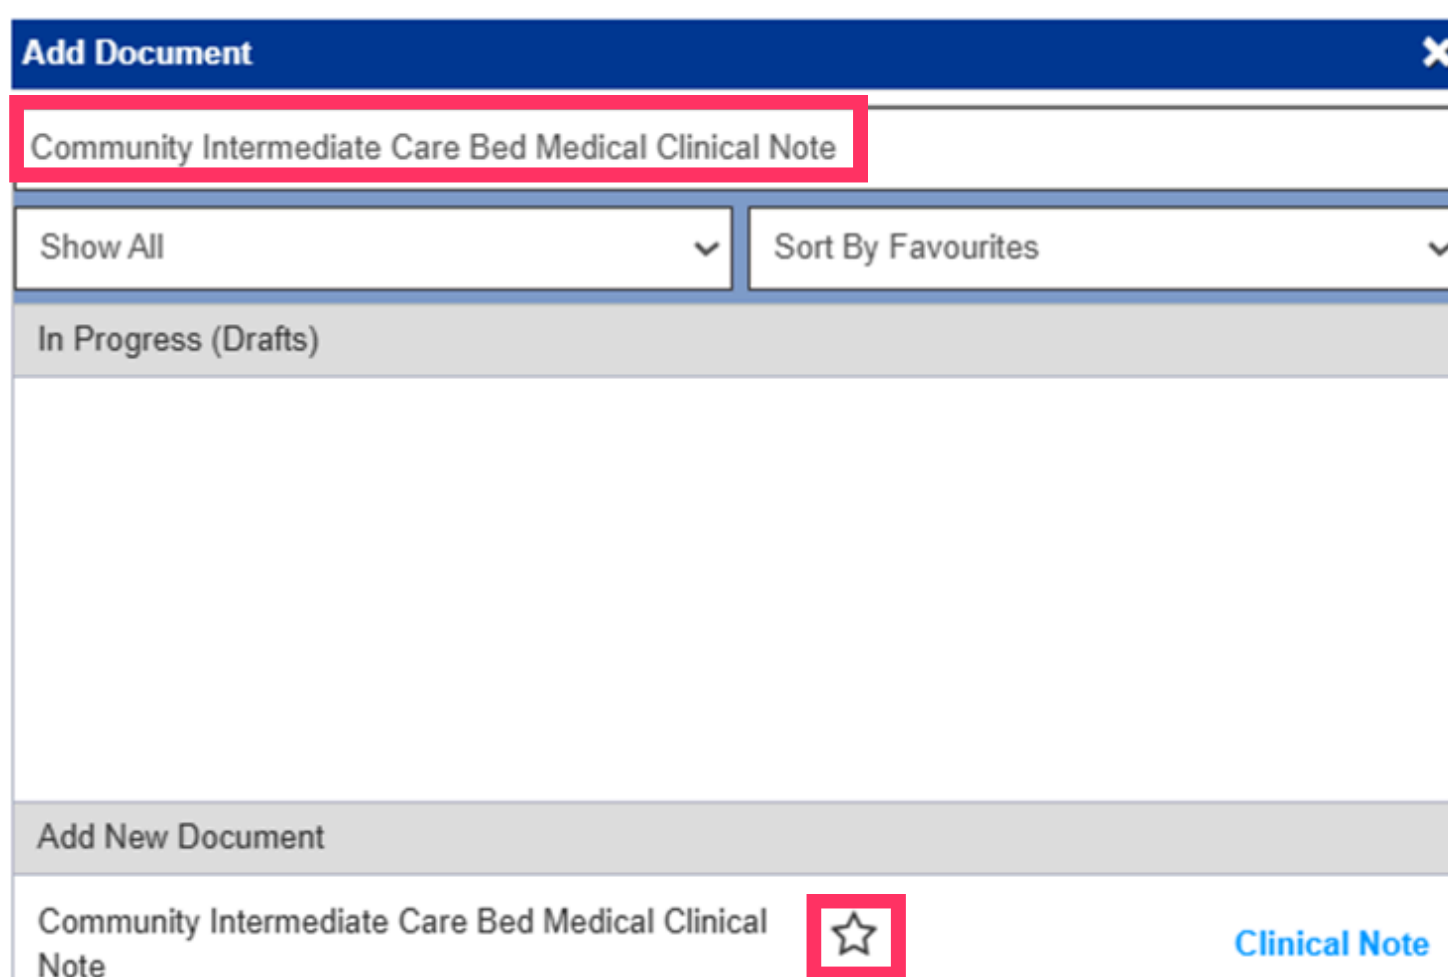 Add Document
Community Intermediate Care Bed Medical Clinical Note
Show All
Sort By Favourites
In Progress (Drafts)
Add New Document
Community Intermediate Care Bed Medical Clinical
Note
Clinical Note